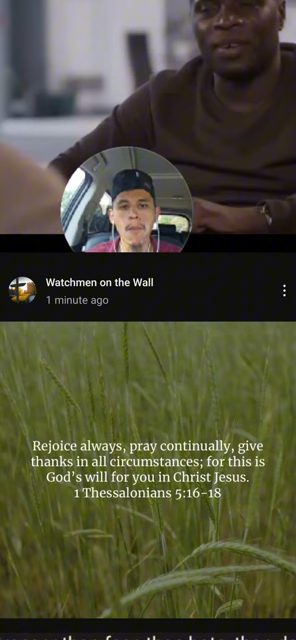 Watchmen on the Wall
1 minute ago
Rejoice always, pray continually, give
thanks in all circumstances; for this is
God's will for you in Christ Jesus.
1 Thessalonians 5:16-18